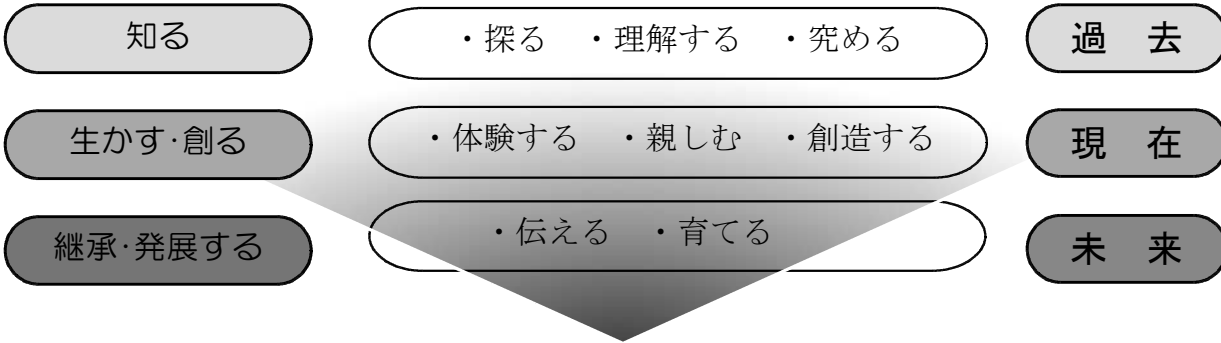 知る ・探る ・理解する ・究める 過 去
生かす·創る ・体験する ・親しむ ・創造する 現 在
継承·発展する ・伝える ・育てる 未 来